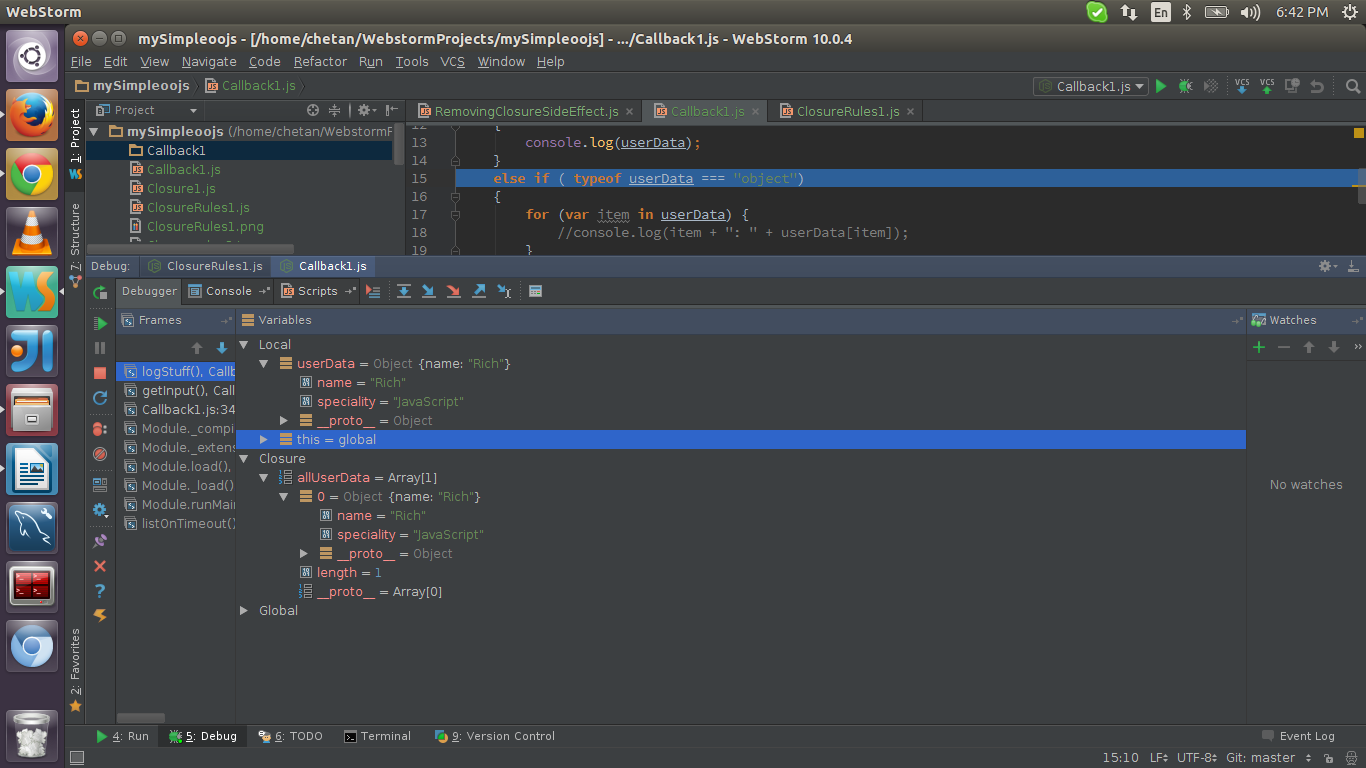 WebStorm
En
6:42 PM
mySimpleoojs - [/home/chetan/WebstormProjects/mySimpleoojs] - .../Callback1.js - WebStorm 10.0.4
File Edit View Navigate Code Refactor Run Tools VCS Window Help
mySimpleoojs Callback1.js
Callback1.js
VCS VCS
1: Project
Z: Structure
2: Favorites
Project
mySimpleoojs (/home/chetan/WebstormP
Callback1
Callback1.js
Closure1.js
ClosureRules1.js
ClosureRules1.png
RemovingClosureSideEffect.js Callback1.js ClosureRules1.js
12 {
13 console.log(userData);
14 }
15 else if ( typeof userData === "object")
16 {
17 for (var item in userData) {
18 //console.log(item + ": " + userData[item]);
19 }
Debug: ClosureRules1.js Callback1.js
Debugger Console Scripts
Frames
logStuff(), Callb
getInput(), Call
Callback1.js:34
Module._compi
Module._extens
Module.load(),
Module._load()
Module.runMai
listOnTimeout()
Variables
Local
userData = Object {name: "Rich"}
name = "Rich"
speciality = "JavaScript"
__proto__ = Object
this = global
Closure
allUserData = Array[1]
0 = Object {name: "Rich"}
name = "Rich"
speciality = "JavaScript"
__proto__ = Object
length = 1
__proto__ = Array[0]
Global
Watches
No watches
4: Run 5: Debug 6: TODO Terminal 9: Version Control Event Log
15:10 LF UTF-8 Git: master